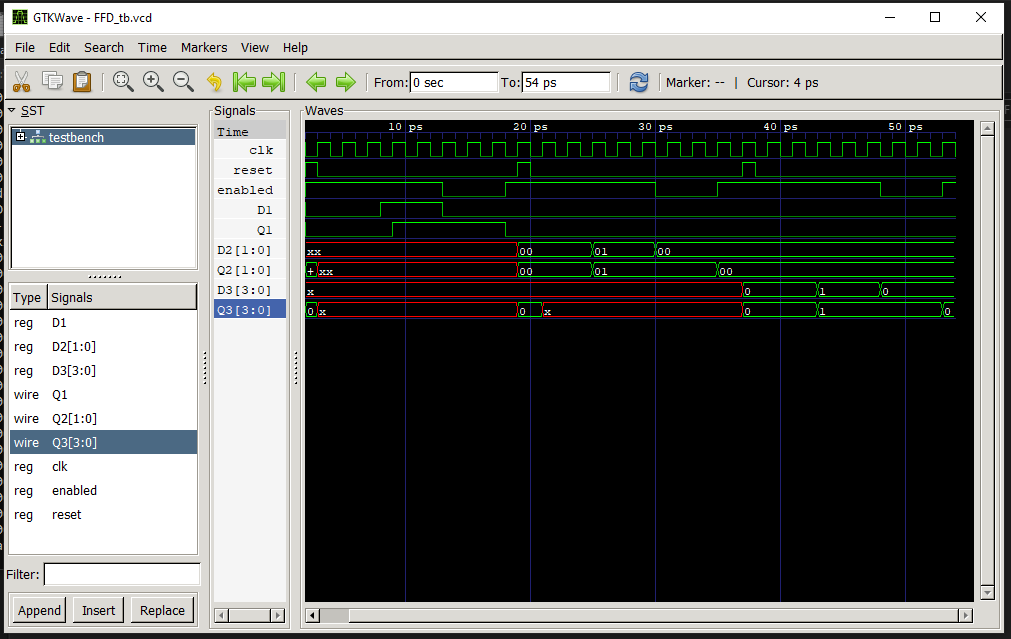 GTKWave - FFD_tb.vcd
File Edit Search Time Markers View Help
From: 0 sec To: 54 ps | Marker: -- | Cursor: 4 ps
SST
testbench
Type Signals
reg D1
reg D2[1:0]
reg D3[3:0]
wire Q1
wire Q2[1:0]
wire Q3[3:0]
reg clk
reg enabled
reg reset
Filter:
Append Insert Replace
Signals
Time
clk
reset
enabled
D1
Q1
D2[1:0]
Q2[1:0]
D3[3:0]
Q3[3:0]
Waves
10 ps 20 ps 30 ps 40 ps 50 ps
xx 00 01 00
+ xx 00 01 00
x 0 1 0
0 x 0 x 0 1 0